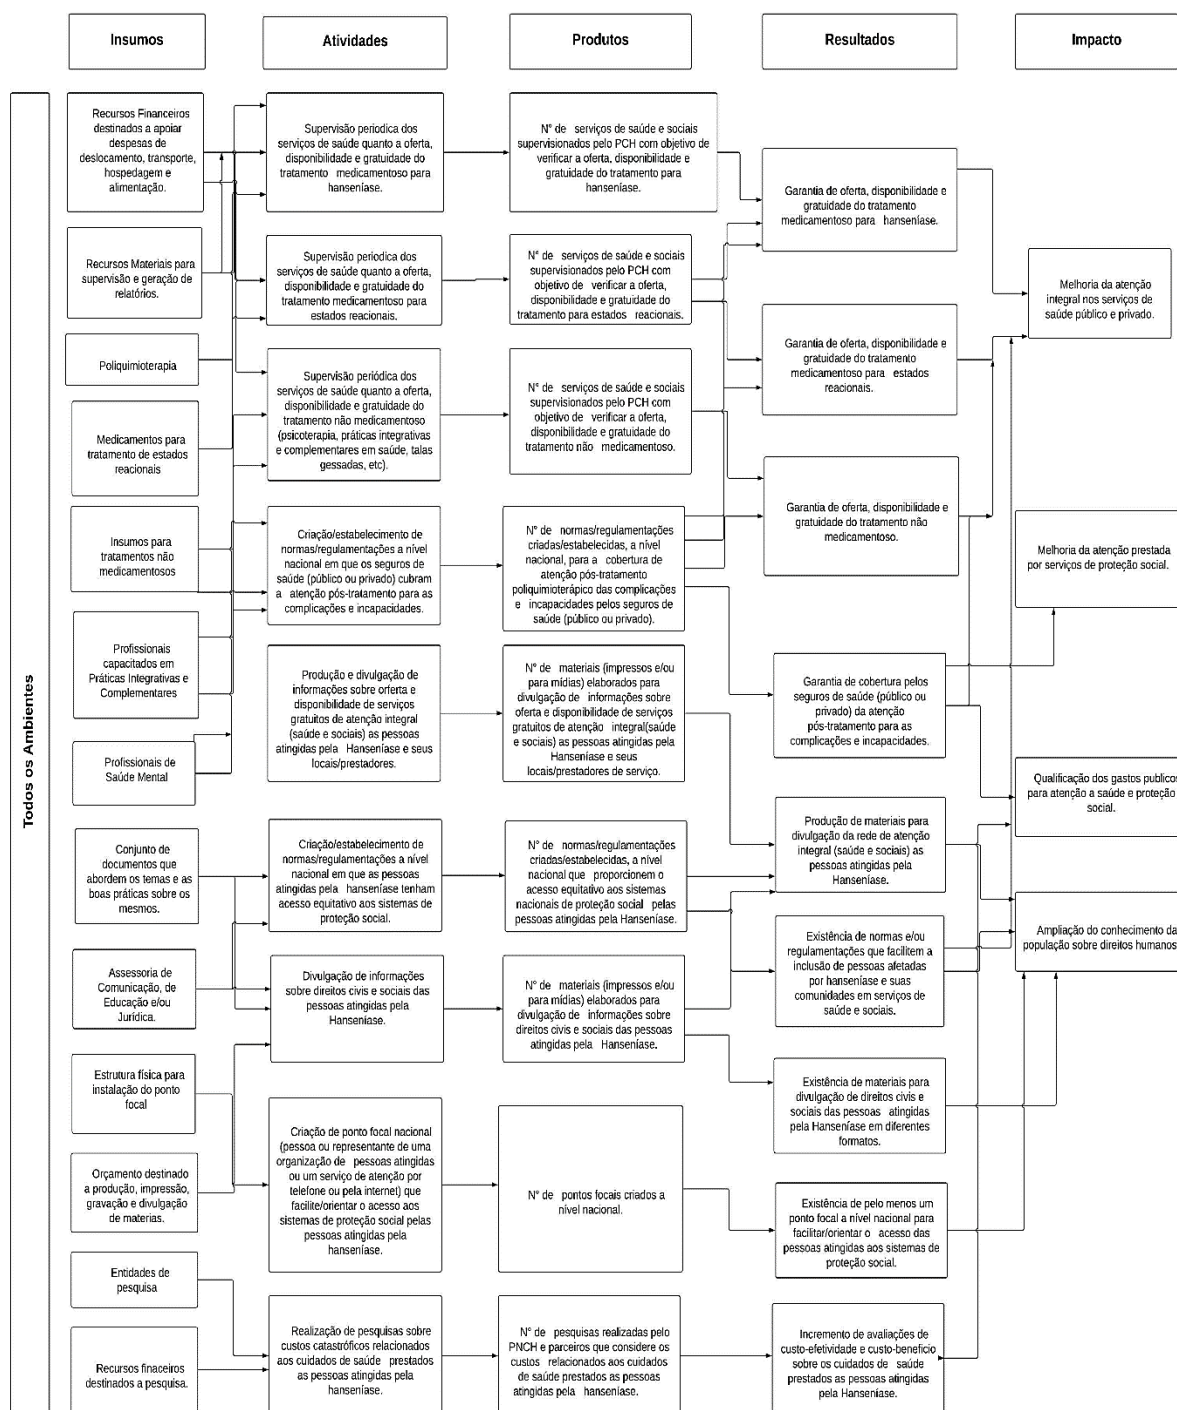 Insumos
Atividades
Produtos
Resultados
Impacto
Todos os Ambientes
Recursos Financeiros
destinados a apoiar
despesas de
deslocamento, transporte,
hospedagem e
alimentação.
Recursos Materiais para
supervisão e geração de
relatórios.
Poliquimioterapia
Medicamentos para
tratamento de estados
reacionais
Insumos para
tratamentos não
medicamentosos
Profissionais
capacitados em
Práticas Integrativas e
Complementares
Profissionais de
Saúde Mental
Conjunto de
documentos que
abordem os temas e as
boas práticas sobre os
mesmos.
Assessoria de
Comunicação, de
Educação e/ou
Jurídica.
Estrutura física para
instalação do ponto
focal
Orçamento destinado
a produção, impressão,
gravação e divulgação
de materias.
Entidades de
pesquisa
Recursos finaceiros
destinados a pesquisa.
Supervisão periodica dos
serviços de saúde quanto a oferta,
disponibilidade e gratuidade do
tratamento medicamentoso para
hanseníase.
Supervisão periodica dos
serviços de saúde quanto a oferta,
disponibilidade e gratuidade do
tratamento medicamentoso para
estados reacionais.
Supervisão periódica dos
serviços de saúde quanto a oferta,
disponibilidade e gratuidade do
tratamento não medicamentoso
(psicoterapia, práticas integrativas
e complementares em saúde, talas
gessadas, etc).
Criação/estabelecimento de
normas/regulamentações a nível
nacional em que os seguros de
saúde (público ou privado) cubram
a atenção pós-tratamento para as
complicações e incapacidades.
Produção e divulgação de
informações sobre orferta e
disponibilidade de serviços
gratuitos de atenção integral
(saúde e sociais) as pessoas
atingidas pela Hanseníase e seus
locais/prestadores.
Criação/estabelecimento de
normas/regulamentações a nível
nacional em que as pessoas
atingidas pela hanseníase tenham
acesso equitativo aos sistemas de
proteção social.
Divulgação de informações
sobre direitos civis e sociais das
pessoas atingidas pela
Hanseníase.
Criação de ponto focal nacional
(pessoa ou representante de uma
organização de pessoas atingidas
ou um serviço de atenção por
telefone ou pela internet) que
facilite/orientar o acesso aos
sistemas de proteção social pelas
pessoas atingidas pela
hanseníase.
Realização de pesquisas sobre
custos catastróficos relacionados
aos cuidados de saúde prestados
as pessoas atingidas pela
hanseníase.
N° de serviços de saúde e sociais
supervisionados pelo PCH com objetivo de
verificar a oferta, disponibilidade e
gratuidade do tratamento para
hanseníase.
N° de serviços de saúde e sociais
supervisionados pelo PCH com
objetivo de verificar a oferta,
disponibilidade e gratuidade do
tratamento para estados reacionais.
N° de serviços de saúde e sociais
supervisionados pelo PCH com
objetivo de verificar a oferta,
disponibilidade e gratuidade do
tratamento não medicamentoso.
N° de normas/regulamentações
criadas/estabelecidas, a nível
nacional, para a cobertura de
atenção pós-tratamento
poliquimioterápico das complicações
e incapacidades pelos seguros de
saúde (público ou privado).
N° de materiais (impressos e/ou
para mídias) elaborados para
divulgação de informações sobre
oferta e disponibilidade de serviços
gratuitos de atenção integral(saúde
e sociais) as pessoas atingidas pela
Hanseníase e seus
locais/prestadores de serviço.
N° de normas/regulamentações
criadas/estabelecidas, a nível
nacional que proporcionem o
acesso equitativo aos sistemas
nacionais de proteção social pelas
pessoas atingidas pela Hanseníase.
N° de materiais (impressos e/ou
para mídias) elaborados para
divulgação de informações sobre
direitos civis e sociais das pessoas
atingidas pela Hanseníase.
N° de pontos focais criados a
nível nacional.
N° de pesquisas realizadas pelo
PNCH e parceiros que considere os
custos relacionados aos cuidados
de saúde prestados as pessoas
atingidas pela hanseníase.
Garantia de oferta, disponibilidade e
gratuidade do tratamento
medicamentoso para hanseníase.
Garantia de oferta, disponibilidade e
gratuidade do tratamento
medicamentoso para estados
reacionais.
Garantia de oferta, disponibilidade e
gratuidade do tratamento não
medicamentoso.
Garantia de cobertura pelos
seguros de saúde (público ou
privado) da atenção
pós-tratamento para as
complicações e incapacidades.
Produção de materiais para
divulgação da rede de atenção
integral (saúde e sociais) as
pessoas atingidas pela
Hanseníase.
Existência de normas e/ou
regulamentações que facilitem a
inclusão de pessoas afetadas
por hanseníase e suas
comunidades em serviços de
saúde e sociais.
Existência de materiais para
divulgação de direitos civis e
sociais das pessoas atingidas
pela Hanseníase em diferentes
formatos.
Existência de pelo menos um
ponto focal a nível nacional para
facilitar/orientar o acesso das
pessoas atingidas aos sistemas de
proteção social.
Incremento de avaliações de
custo-efetividade e custo-beneficio
sobre os cuidados de saúde
prestados as pessoas atingidas
pela Hanseníase.
Melhoria da atenção
integral nos serviços de
saúde público e privado.
Melhoria da atenção prestada
por serviços de proteção social.
Qualificação dos gastos publicos
para atenção a saúde e proteção
social.
Ampliação do conhecimento da
população sobre direitos humanos